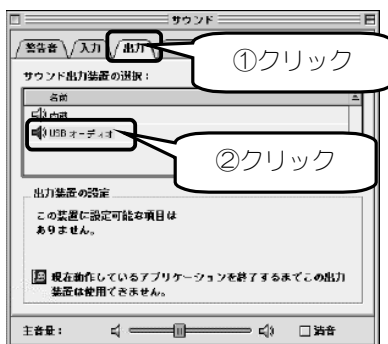 サウンド
警告音 入力 出力
①クリック
サウンド出力装置の選択：
名前
内蔵
USB オーディオ
②クリック
出力装置の設定
この装置に設定可能な項目は
ありません。
現在動作しているアプリケーションを終了するまでこの出力
装置は使用できません。
主音量： 消音